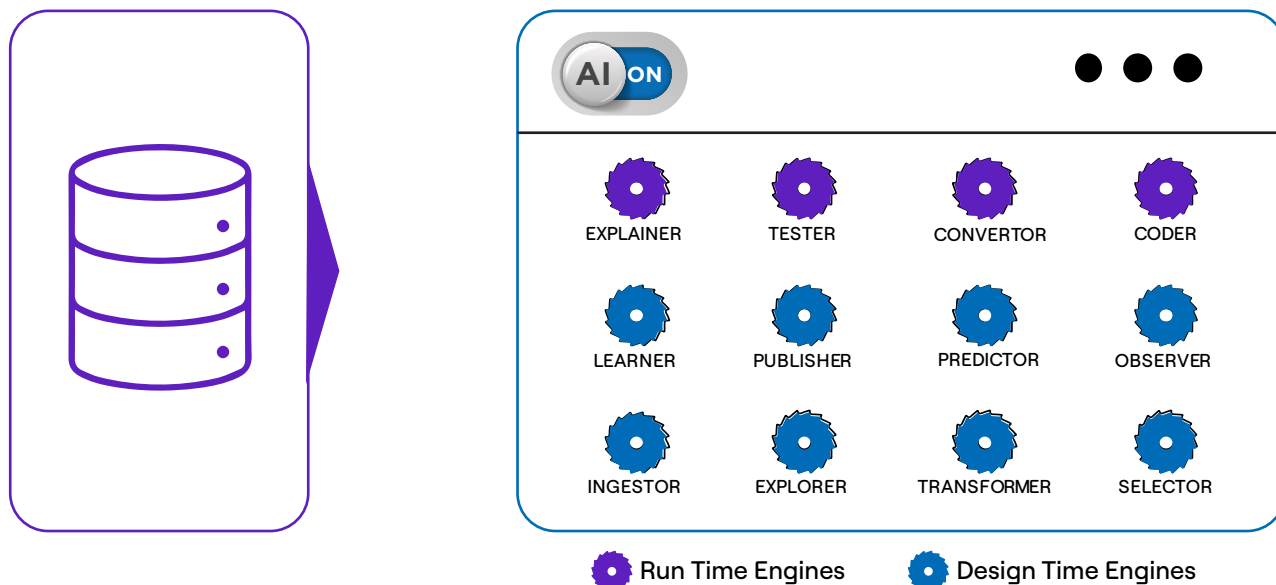 AI ON
EXPLAINER TESTER CONVERTOR CODER
LEARNER PUBLISHER PREDICTOR OBSERVER
INGESTOR EXPLORER TRANSFORMER SELECTOR
Run Time Engines Design Time Engines